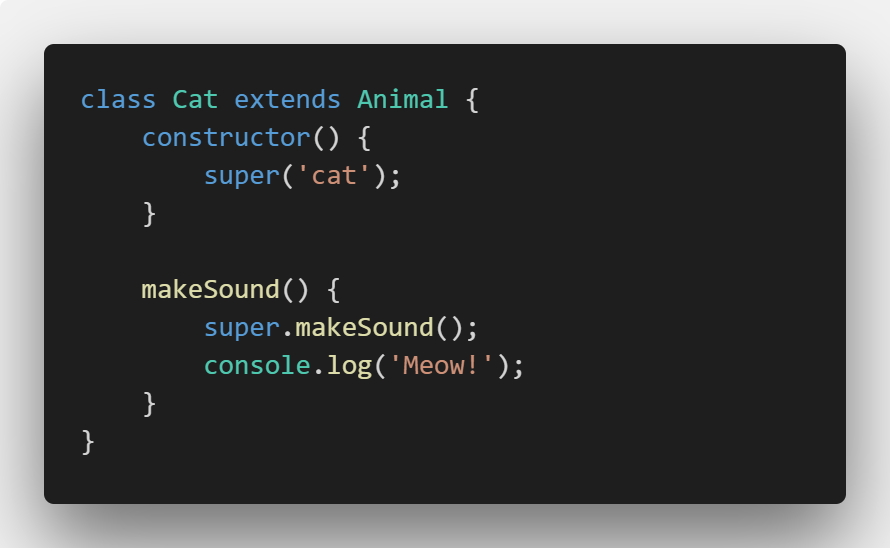 class Cat extends Animal {
    constructor() {
        super('cat');
    }

    makeSound() {
        super.makeSound();
        console.log('Meow!');
    }
}